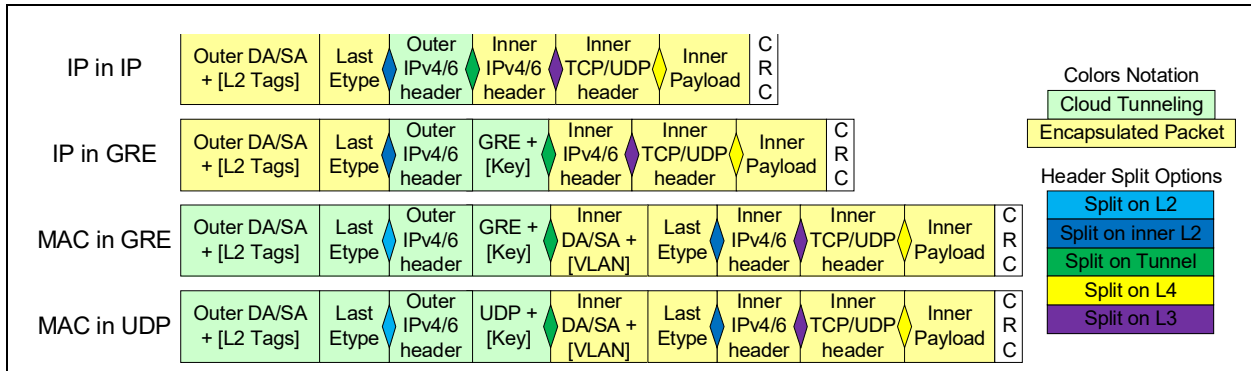 IP in IP
Outer DA/SA
+ [L2 Tags]
Last
Etype
Outer
IPv4/6
header
Inner
IPv4/6
header
Inner
TCP/UDP
header
Inner
Payload
C
R
C
IP in GRE
Outer DA/SA
+ [L2 Tags]
Last
Etype
Outer
IPv4/6
header
GRE +
[Key]
Inner
IPv4/6
header
Inner
TCP/UDP
header
Inner
Payload
C
R
C
MAC in GRE
Outer DA/SA
+ [L2 Tags]
Last
Etype
Outer
IPv4/6
header
GRE +
[Key]
Inner
DA/SA +
[VLAN]
Last
Etype
Inner
IPv4/6
header
Inner
TCP/UDP
header
Inner
Payload
C
R
C
MAC in UDP
Outer DA/SA
+ [L2 Tags]
Last
Etype
Outer
IPv4/6
header
UDP +
[Key]
Inner
DA/SA +
[VLAN]
Last
Etype
Inner
IPv4/6
header
Inner
TCP/UDP
header
Inner
Payload
C
R
C
Colors Notation
Cloud Tunneling
Encapsulated Packet
Header Split Options
Split on L2
Split on inner L2
Split on Tunnel
Split on L4
Split on L3